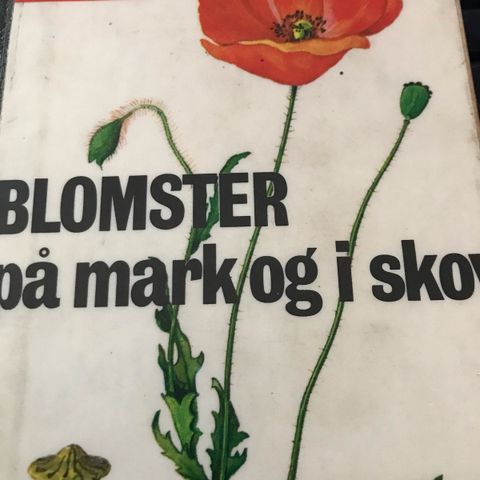 BLOMSTER
på mark og i skov